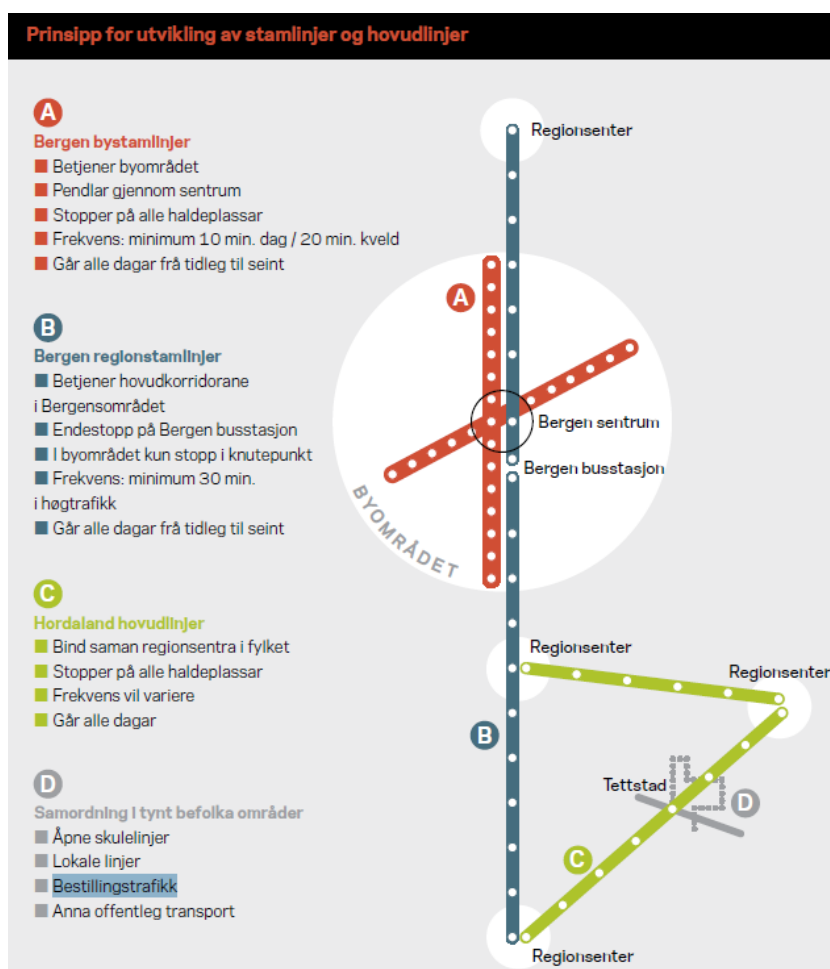 Prinsipp for utvikling av stamlinjer og hovudlinjer
A
Bergen bystamlinjer
Betjener byområdet
Pendlar gjennom sentrum
Stopper på alle haldeplassar
Frekvens: minimum 10 min. dag / 20 min. kveld
Går alle dagar frå tidleg til seint
B
Bergen regionstamlinjer
Betjener hovudkorridorane
i Bergensområdet
Endestopp på Bergen busstasjon
I byområdet kun stopp i knutepunkt
Frekvens: minimum 30 min.
i høgtrafikk
Går alle dagar frå tidleg til seint
C
Hordaland hovudlinjer
Bind saman regionsentra i fylket
Stopper på alle haldeplassar
Frekvens vil variere
Går alle dagar
D
Samordning i tynt befolka områder
Åpne skulelinjer
Lokale linjer
Bestillingstrafikk
Anna offentleg transport
Regionsenter
A
Bergen sentrum
Bergen busstasjon
BYOMRÅDET
Regionsenter
Regionsenter
B
Tettstad
D
C
Regionsenter